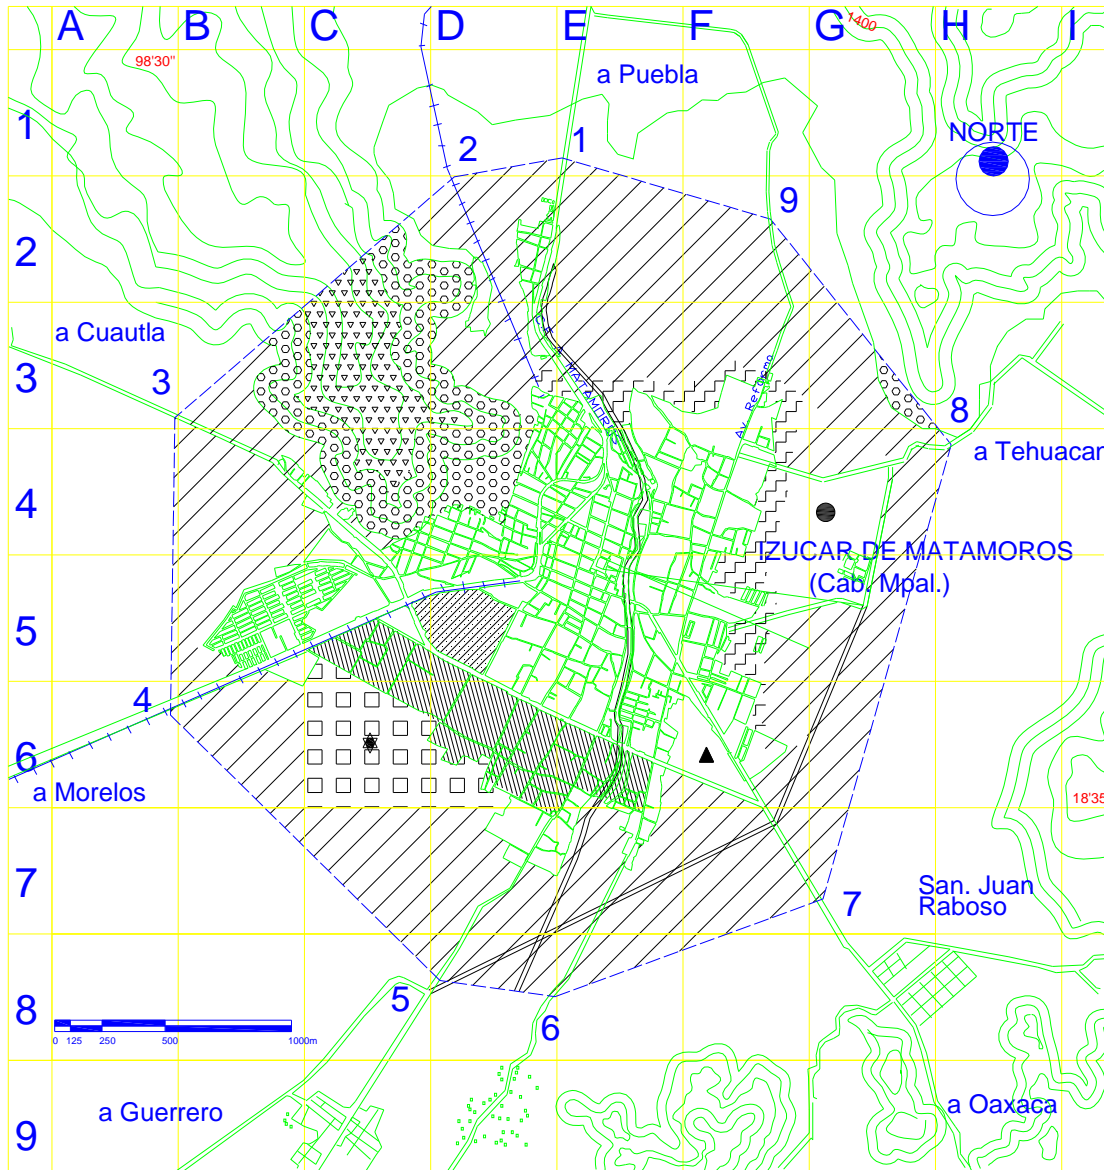 A B C D E F G H I
1400
98'30"
a Puebla
1
NORTE
2
1
9
2
a Cuautla
3
3
C.F. A MATAMOROS
Av Reforma
8
a Tehuacan
4
IZUCAR DE MATAMOROS
(Cab. Mpal.)
5
4
6
a Morelos
18'35
7
San. Juan
Raboso
7
5
8
6
0 125 250 500 1000m
a Guerrero
a Oaxaca
9